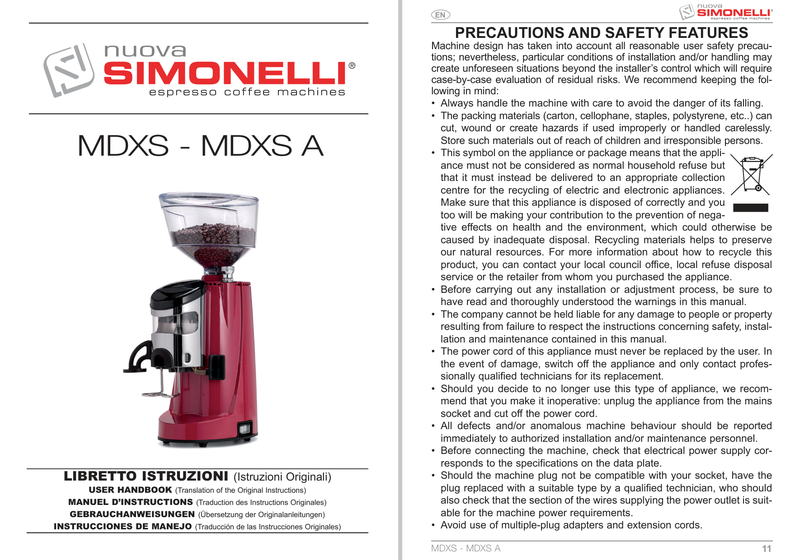 nuova
SIMONELLI®
espresso coffee machines
MDXS - MDXS A
LIBRETTO ISTRUZIONI (Istruzioni Originali)
USER HANDBOOK (Translation of the Original Instructions)
MANUEL D'INSTRUCTIONS (Traduction des Instructions Originales)
GEBRAUCHANWEISUNGEN (Übersetzung der Originalanleitungen)
INSTRUCCIONES DE MANEJO (Traducción de las Instrucciones Originales)
EN
nuova
SIMONELLI®
espresso coffee machines
PRECAUTIONS AND SAFETY FEATURES
Machine design has taken into account all reasonable user safety precau-
tions; nevertheless, particular conditions of installation and/or handling may
create unforeseen situations beyond the installer's control which will require
case-by-case evaluation of residual risks. We recommend keeping the fol-
lowing in mind:
• Always handle the machine with care to avoid the danger of its falling.
• The packing materials (carton, cellophane, staples, polystyrene, etc..) can
cut, wound or create hazards if used improperly or handled carelessly.
Store such materials out of reach of children and irresponsible persons.
• This symbol on the appliance or package means that the appli-
ance must not be considered as normal household refuse but
that it must instead be delivered to an appropriate collection
centre for the recycling of electric and electronic appliances.
Make sure that this appliance is disposed of correctly and you
too will be making your contribution to the prevention of nega-
tive effects on health and the environment, which could otherwise be
caused by inadequate disposal. Recycling materials helps to preserve
our natural resources. For more information about how to recycle this
product, you can contact your local council office, local refuse disposal
service or the retailer from whom you purchased the appliance.
• Before carrying out any installation or adjustment process, be sure to
have read and thoroughly understood the warnings in this manual.
• The company cannot be held liable for any damage to people or property
resulting from failure to respect the instructions concerning safety, instal-
lation and maintenance contained in this manual.
• The power cord of this appliance must never be replaced by the user. In
the event of damage, switch off the appliance and only contact profes-
sionally qualified technicians for its replacement.
• Should you decide to no longer use this type of appliance, we recom-
mend that you make it inoperative: unplug the appliance from the mains
socket and cut off the power cord.
• All defects and/or anomalous machine behaviour should be reported
immediately to authorized installation and/or maintenance personnel.
• Before connecting the machine, check that electrical power supply cor-
responds to the specifications on the data plate.
• Should the machine plug not be compatible with your socket, have the
plug replaced with a suitable type by a qualified technician, who should
also check that the section of the wires supplying the power outlet is suit-
able for the machine power requirements.
• Avoid use of multiple-plug adapters and extension cords.
MDXS - MDXS A
11